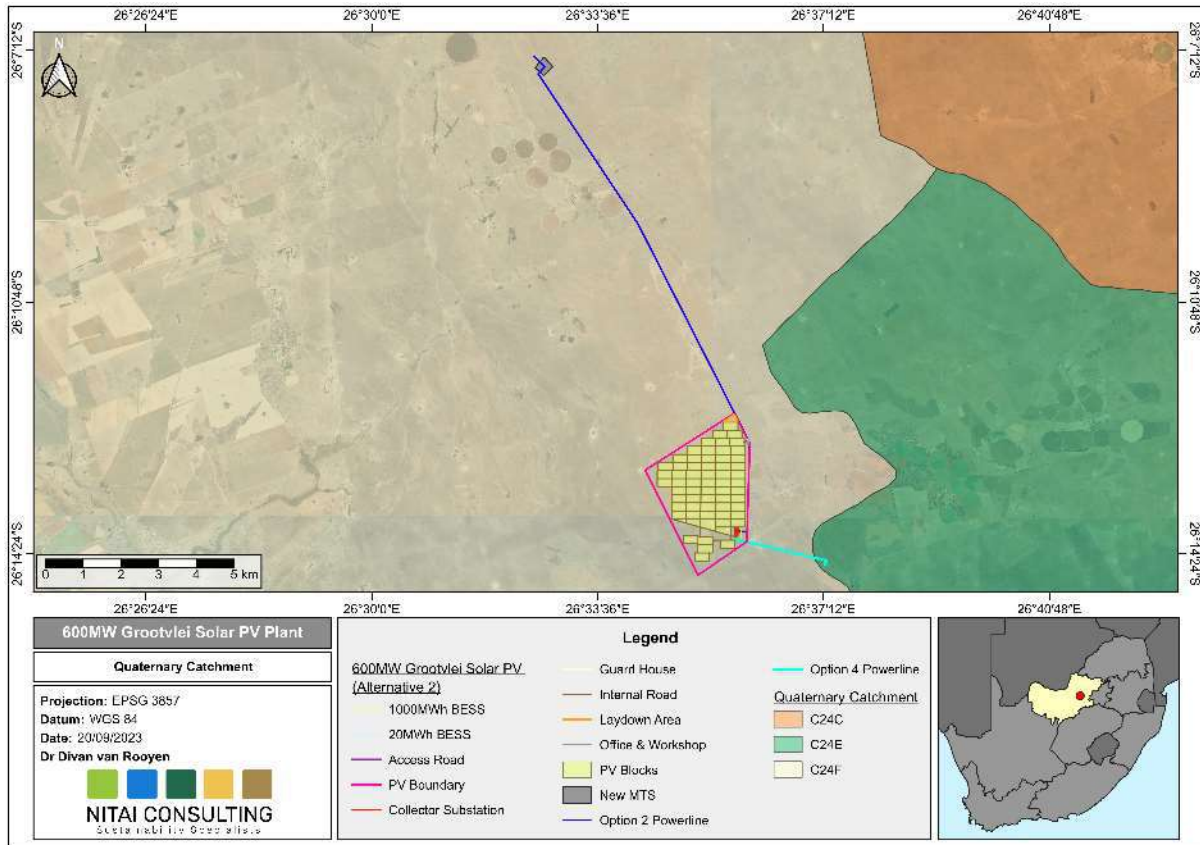 26°26'24"E
26°30'0"E
26°33'36"E
26°37'12"E
26°40'48"E
26°7'12"S
26°7'12"S
N
26°10'48"S
26°10'48"S
26°14'24"S
26°14'24"S
0 1 2 3 4 5 km
26°26'24"E
26°30'0"E
26°33'36"E
26°37'12"E
26°40'48"E
600MW Grootvlei Solar PV Plant
Quaternary Catchment
Projection: EPSG 3857
Datum: WGS 84
Date: 20/09/2023
Dr Divan van Rooyen
NITAI CONSULTING
Sustainability Specialists
Legend
600MW Grootvlei Solar PV
(Alternative 2)
1000MWh BESS
20MWh BESS
Access Road
PV Boundary
Collector Substation
Guard House
Internal Road
Laydown Area
Office & Workshop
PV Blocks
New MTS
Option 2 Powerline
Option 4 Powerline
Quaternary Catchment
C24C
C24E
C24F